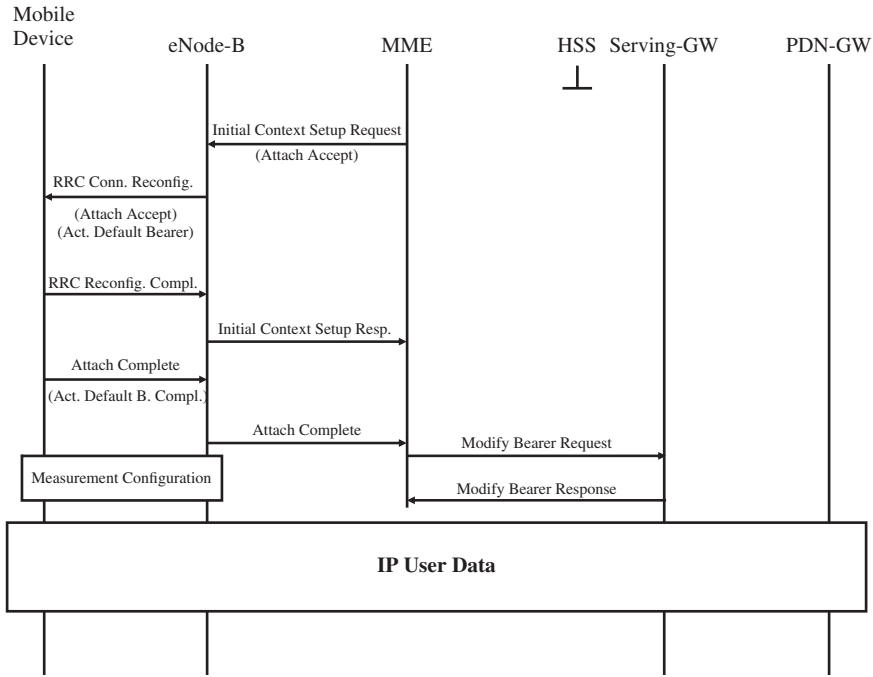 Mobile
Device
eNode-B
MME
HSS
Serving-GW
PDN-GW
Initial Context Setup Request
(Attach Accept)
RRC Conn. Reconfig.
(Attach Accept)
(Act. Default Bearer)
RRC Reconfig. Compl.
Initial Context Setup Resp.
Attach Complete
(Act. Default B. Compl.)
Attach Complete
Modify Bearer Request
Measurement Configuration
Modify Bearer Response
IP User Data